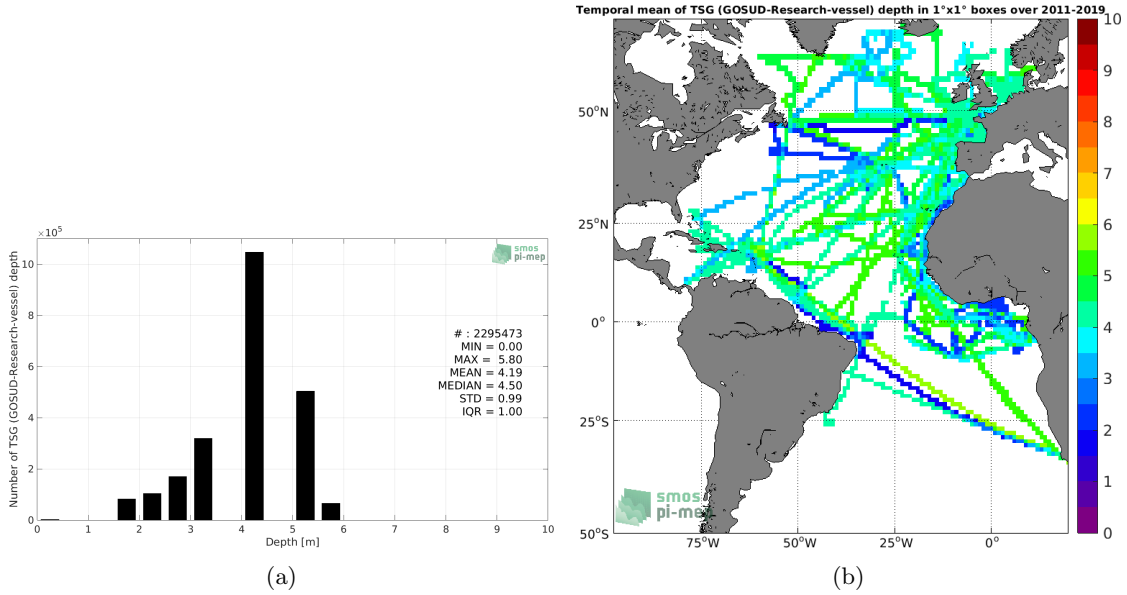 ×10⁵
10
8
6
4
2
0
Number of TSG (GOSUD-Research-vessel) depth
smos
pi-mep
# : 2295473
MIN = 0.00
MAX = 5.80
MEAN = 4.19
MEDIAN = 4.50
STD = 0.99
IQR = 1.00
0 1 2 3 4 5 6 7 8 9 10
Depth [m]
(a)
Temporal mean of TSG (GOSUD-Research-vessel) depth in 1°x1° boxes over 2011-2019
50°N
25°N
0°
25°S
50°S
75°W 50°W 25°W 0°
smos
pi-mep
10
9
8
7
6
5
4
3
2
1
0
(b)